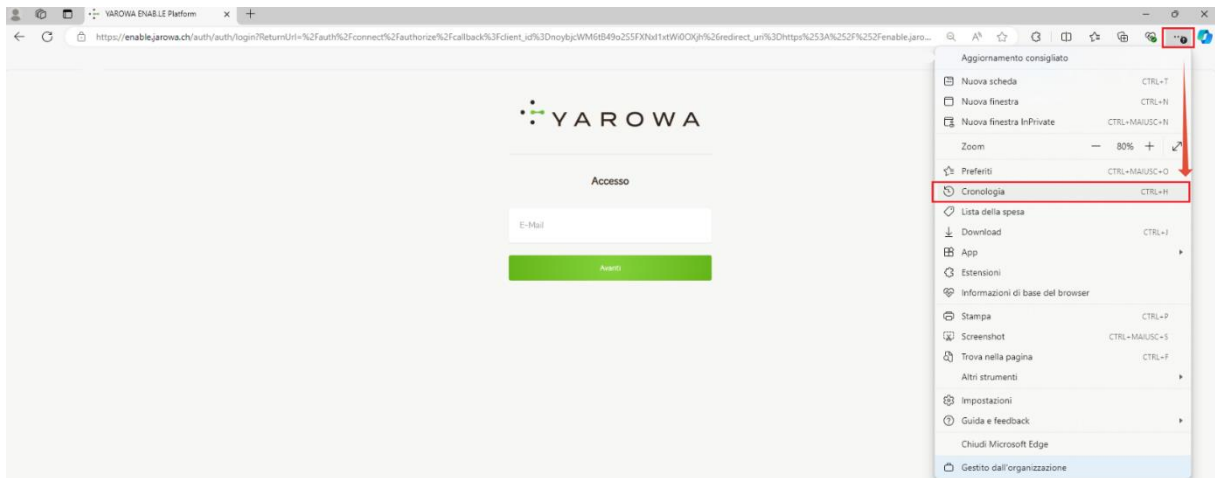 YAROWA ENAB.LE Platform
https://enable.jarowa.ch/auth/auth/login?ReturnUrl=%2Fauth%2Fconnect%2Fauthorize%2Fcallback%3Fclient_id%3DnoybjcWM6tB49o2S5FXNxl1xtWi0OXjh%26redirect_uri%3Dhttps%253A%252F%252Fenable.jaro...
Aggiornamento consigliato
Nuova scheda CTRL+T
Nuova finestra CTRL+N
Nuova finestra InPrivate CTRL+MAIUSC+N
Zoom 80%
Preferiti CTRL+MAIUSC+O
Cronologia CTRL+H
Lista della spesa
Download CTRL+J
App
Estensioni
Informazioni di base del browser
Stampa CTRL+P
Screenshot CTRL+MAIUSC+S
Trova nella pagina CTRL+F
Altri strumenti
Impostazioni
Guida e feedback
Chiudi Microsoft Edge
Gestito dall'organizzazione
YAROWA
Accesso
E-Mail
Avanti